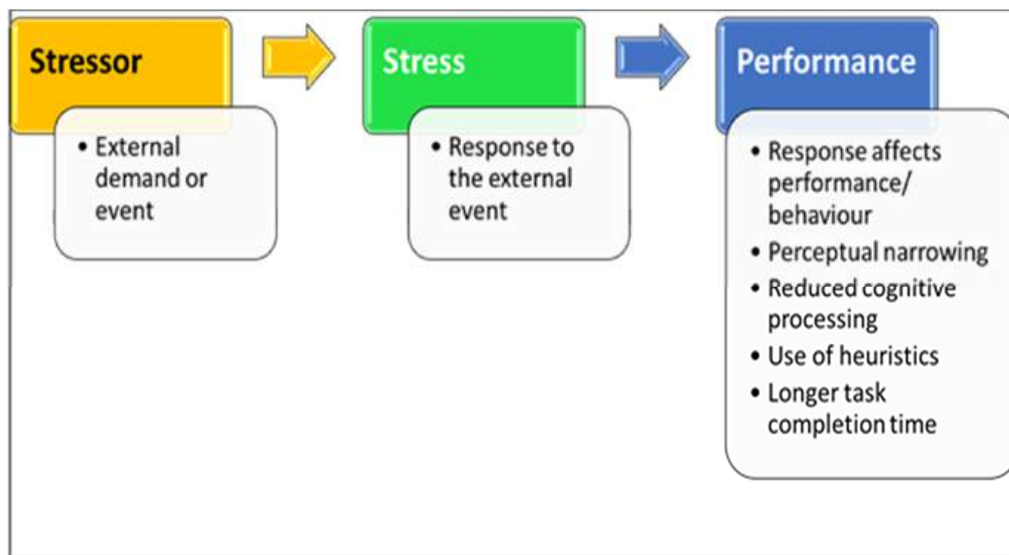 Stressor
• External
demand or
event
Stress
• Response to
the external
event
Performance
• Response affects
performance/
behaviour
• Perceptual narrowing
• Reduced cognitive
processing
• Use of heuristics
• Longer task
completion time